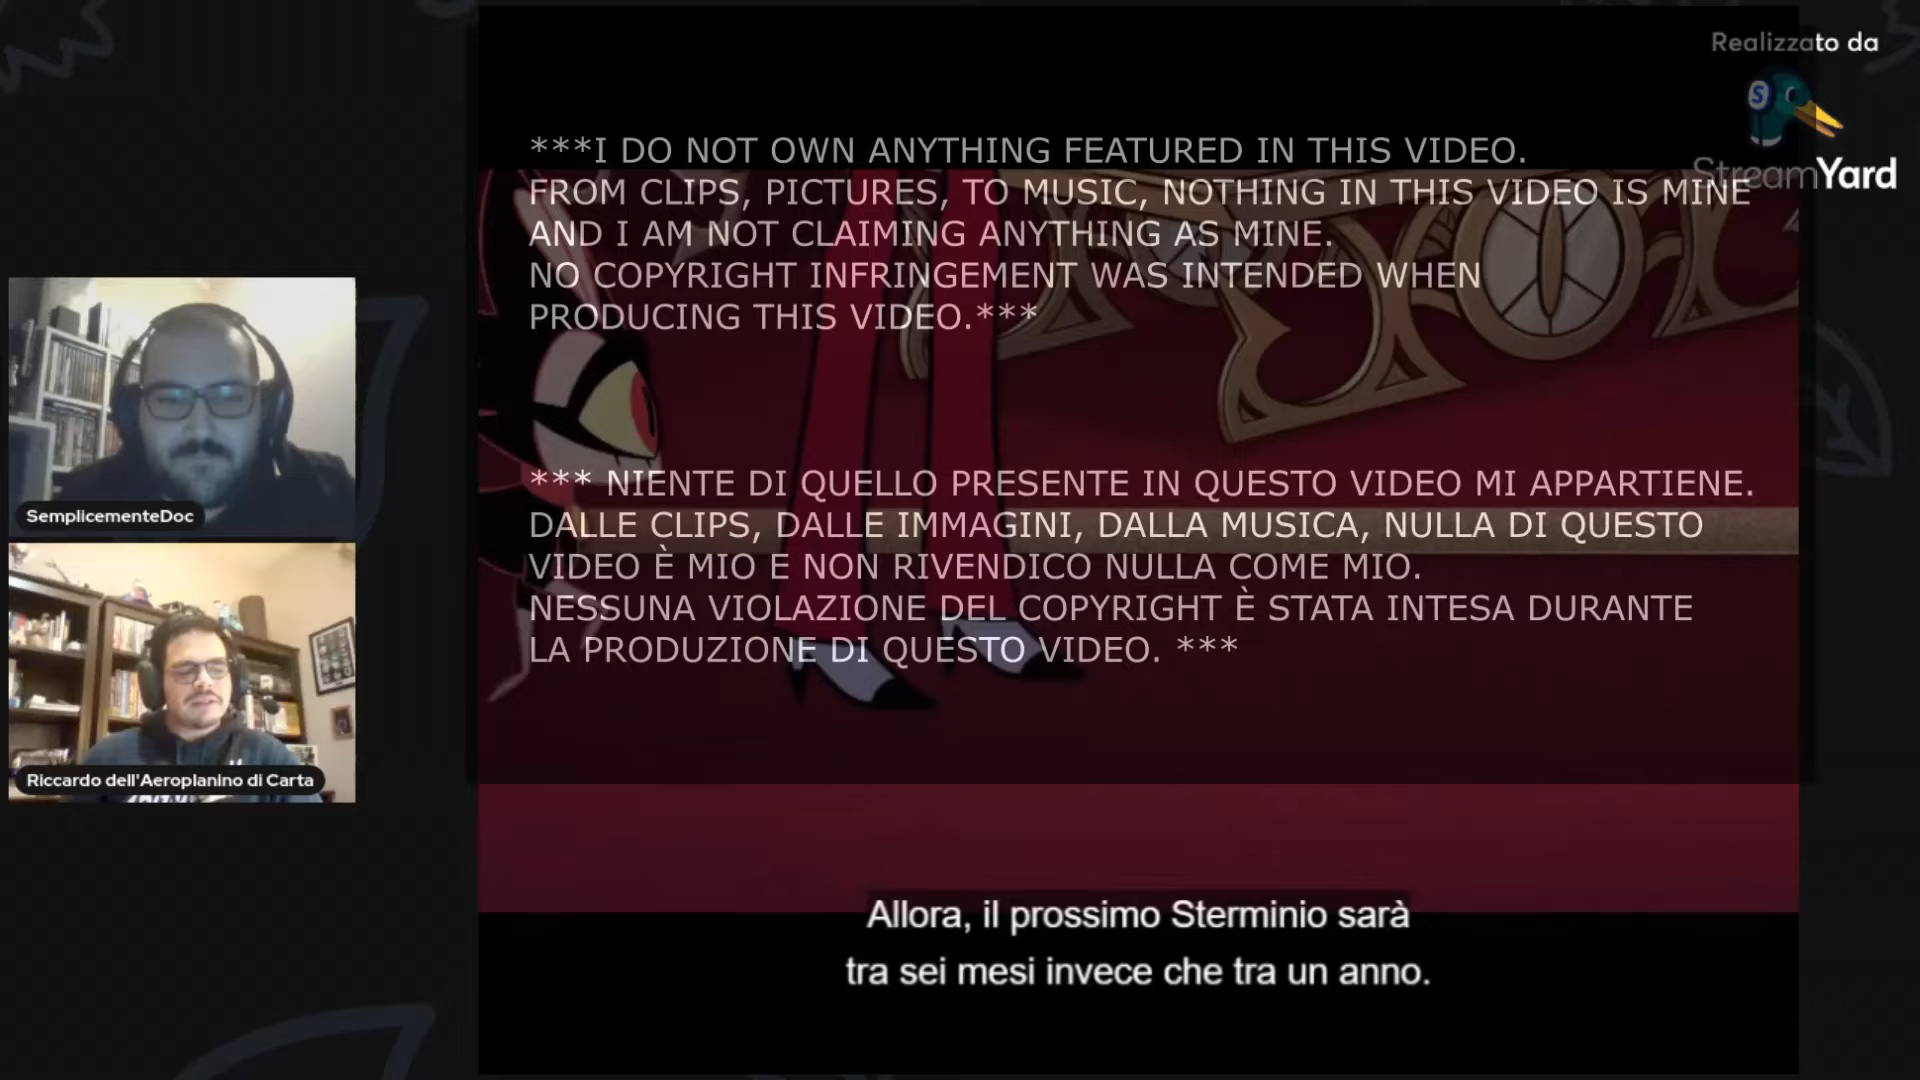 Realizzato da
StreamYard
***I DO NOT OWN ANYTHING FEATURED IN THIS VIDEO.
FROM CLIPS, PICTURES, TO MUSIC, NOTHING IN THIS VIDEO IS MINE
AND I AM NOT CLAIMING ANYTHING AS MINE.
NO COPYRIGHT INFRINGEMENT WAS INTENDED WHEN
PRODUCING THIS VIDEO.***
*** NIENTE DI QUELLO PRESENTE IN QUESTO VIDEO MI APPARTIENE.
DALLE CLIPS, DALLE IMMAGINI, DALLA MUSICA, NULLA DI QUESTO
VIDEO È MIO E NON RIVENDICO NULLA COME MIO.
NESSUNA VIOLAZIONE DEL COPYRIGHT È STATA INTESA DURANTE
LA PRODUZIONE DI QUESTO VIDEO. ***
SemplicementeDoc
Riccardo dell'Aeroplanino di Carta
Allora, il prossimo Sterminio sarà
tra sei mesi invece che tra un anno.